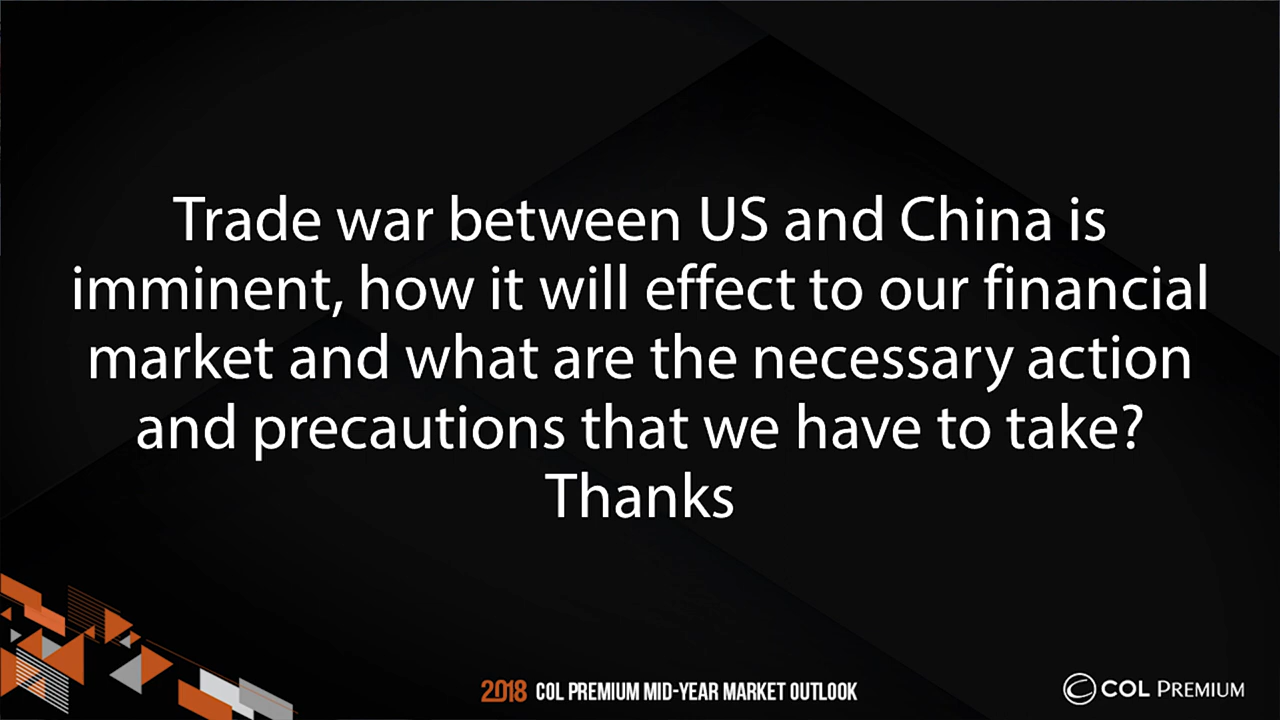 Trade war between US and China is
imminent, how it will effect to our financial
market and what are the necessary action
and precautions that we have to take?
Thanks
2018 COL PREMIUM MID-YEAR MARKET OUTLOOK
COL PREMIUM